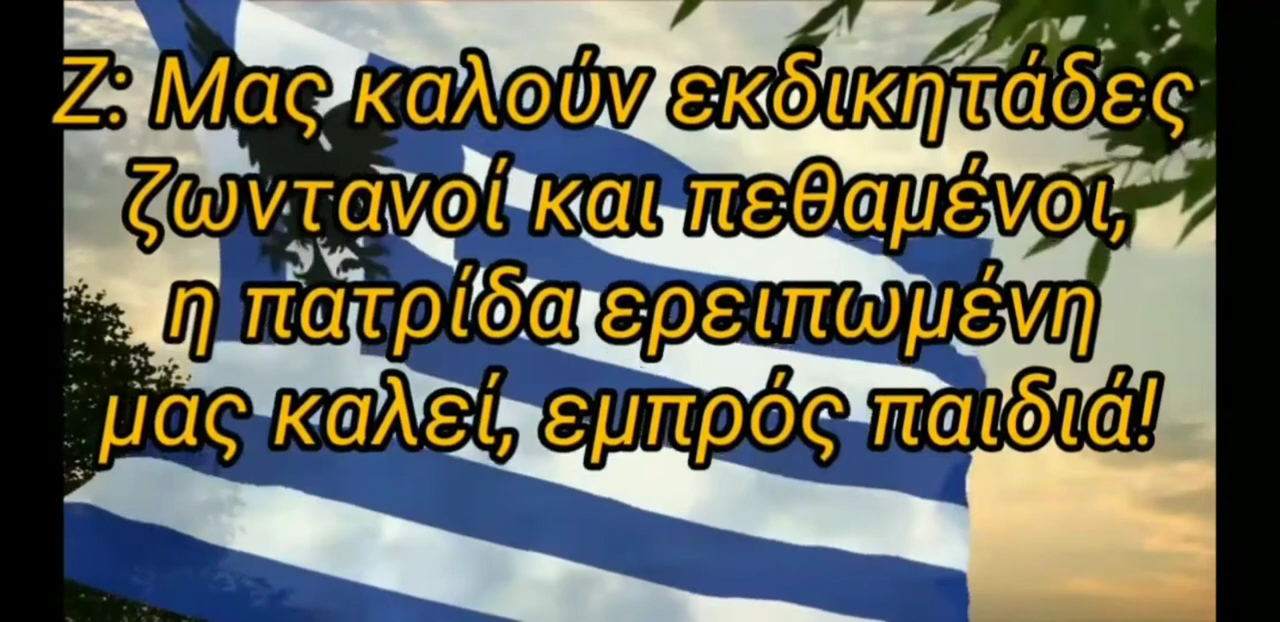 Ζ: Μας καλούν εκδικητάδες
ζωντανοί και πεθαμένοι,
η πατρίδα ερειπωμένη
μας καλεί, εμπρός παιδιά!